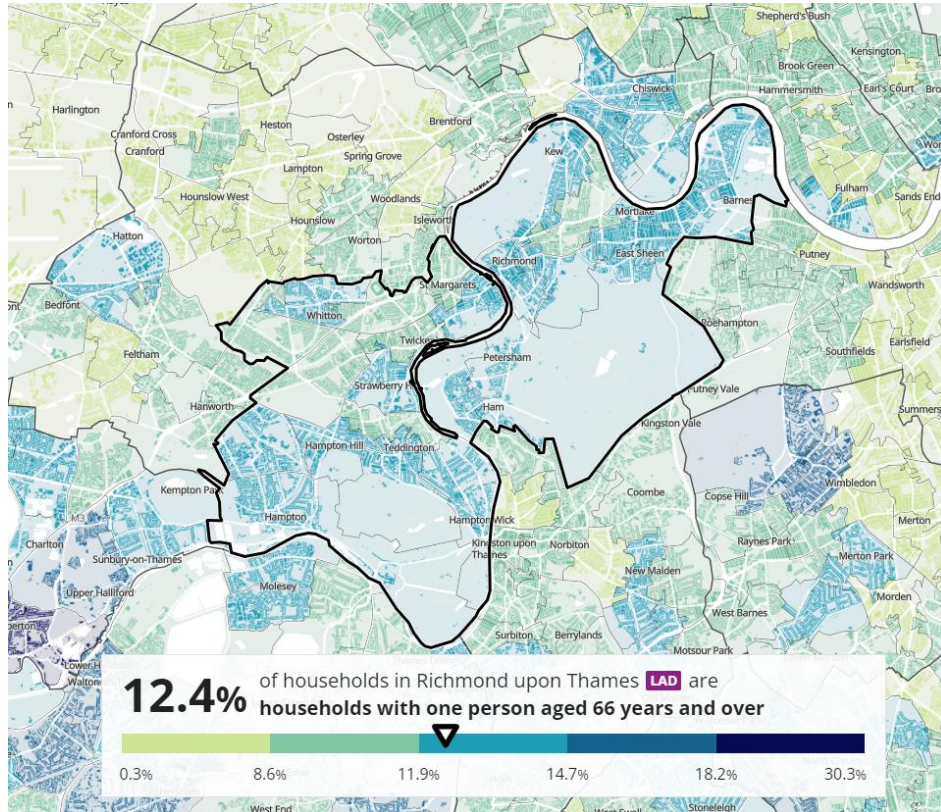 Shepherd's Bush
Kensington
Brook Green
Chiswick
Hammersmith
Earl's Court
Harlington
Heston
Brentford
Cranford Cross
Osterley
Cranford
Spring Grove
Kew
Lampton
Hounslow West
Woodlands
Fulham
Barnes
Sands End
Hounslow
Isleworth
Mortlake
Hatton
Worton
East Sheen
Putney
Richmond
Wandsworth
St Margarets
Bedfont
Whitton
Roehampton
Earlsfield
Feltham
Petersham
Southfields
Putney Vale
Hanworth
Ham
Kingston Vale
Hampton Hill
Teddington
Wimbledon
Coombe
Copse Hill
Hampton
Hampton Wick
Merton
M3
Kingston upon
Thames
Norbiton
Raynes Park
Charlton
Sunbury-on-Thames
Merton Park
New Malden
Molesey
Upper Halliford
Morden
West Barnes
Surbiton
Berrylands
Motspur Park
12.4%
of households in Richmond upon Thames LAD are
households with one person aged 66 years and over
0.3%
8.6%
11.9%
14.7%
18.2%
30.3%
West End
Stoneleigh